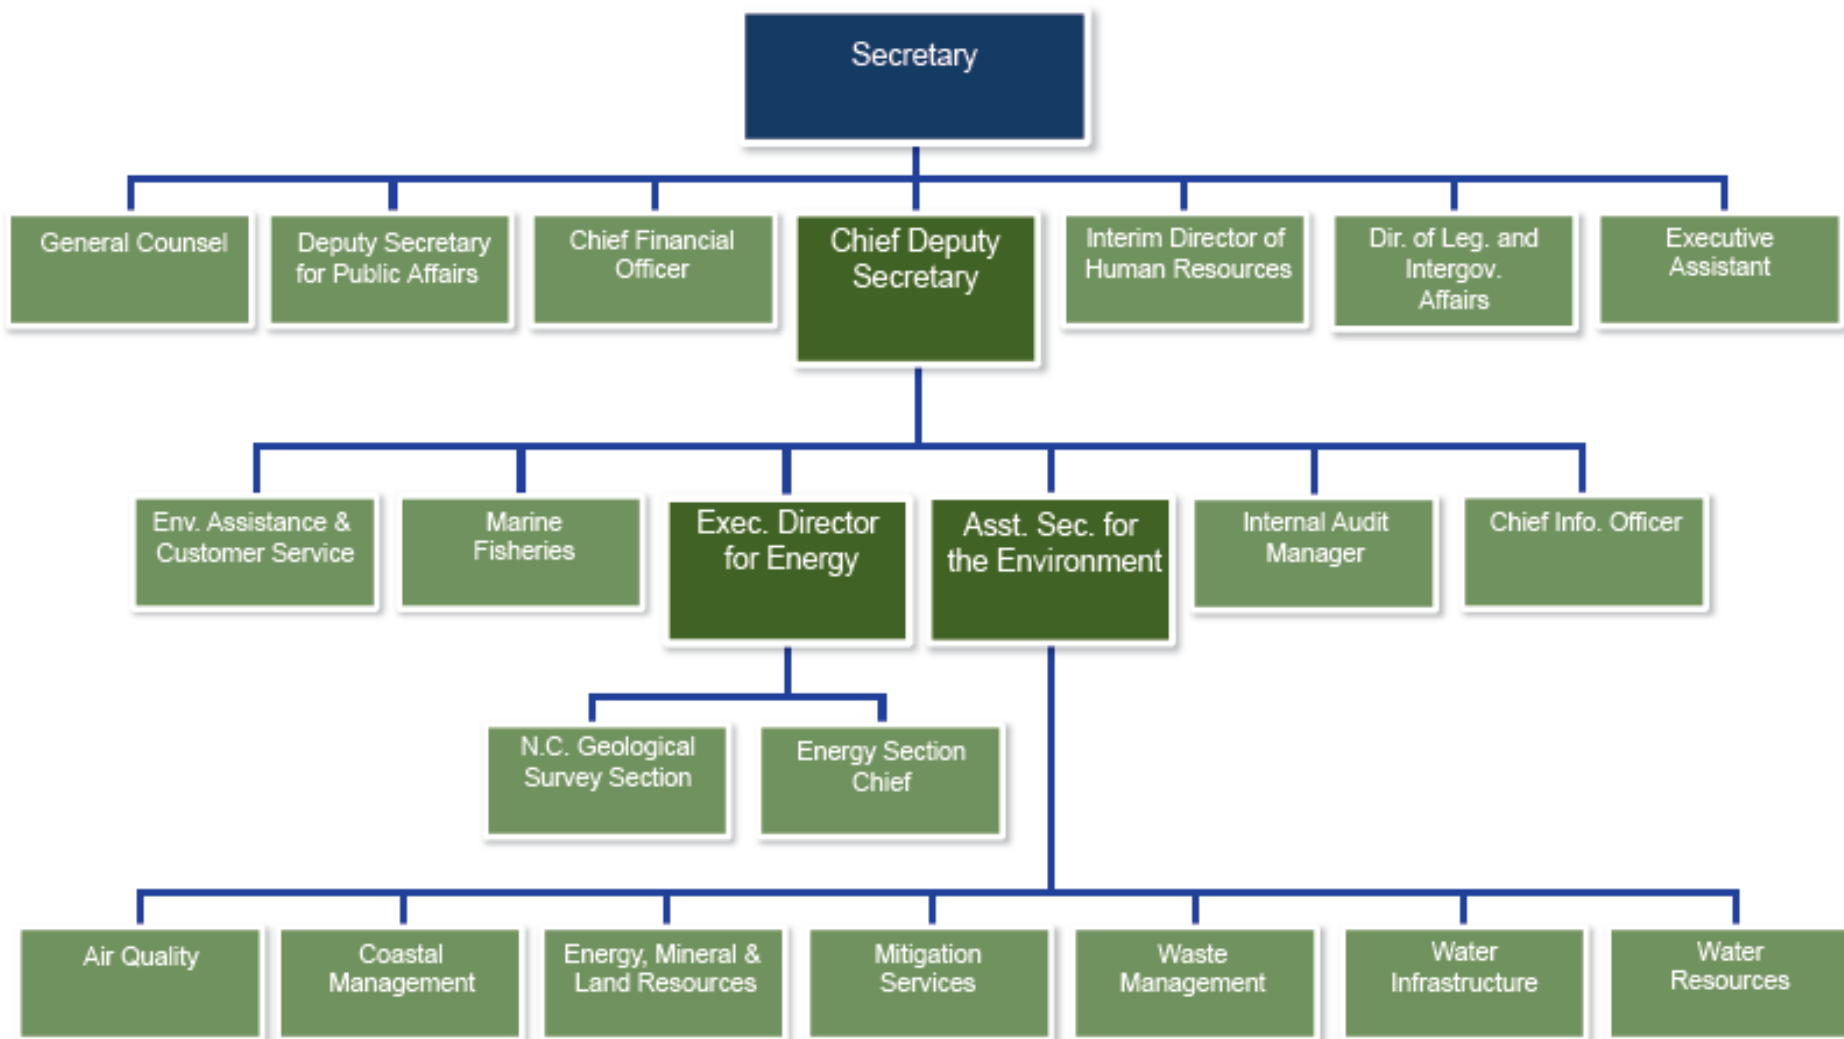 Secretary
General Counsel
Deputy Secretary
for Public Affairs
Chief Financial
Officer
Chief Deputy
Secretary
Interim Director of
Human Resources
Dir. of Leg. and
Intergov.
Affairs
Executive
Assistant
Env. Assistance &
Customer Service
Marine
Fisheries
Exec. Director
for Energy
Asst. Sec. for
the Environment
Internal Audit
Manager
Chief Info. Officer
N.C. Geological
Survey Section
Energy Section
Chief
Air Quality
Coastal
Management
Energy, Mineral &
Land Resources
Mitigation
Services
Waste
Management
Water
Infrastructure
Water
Resources